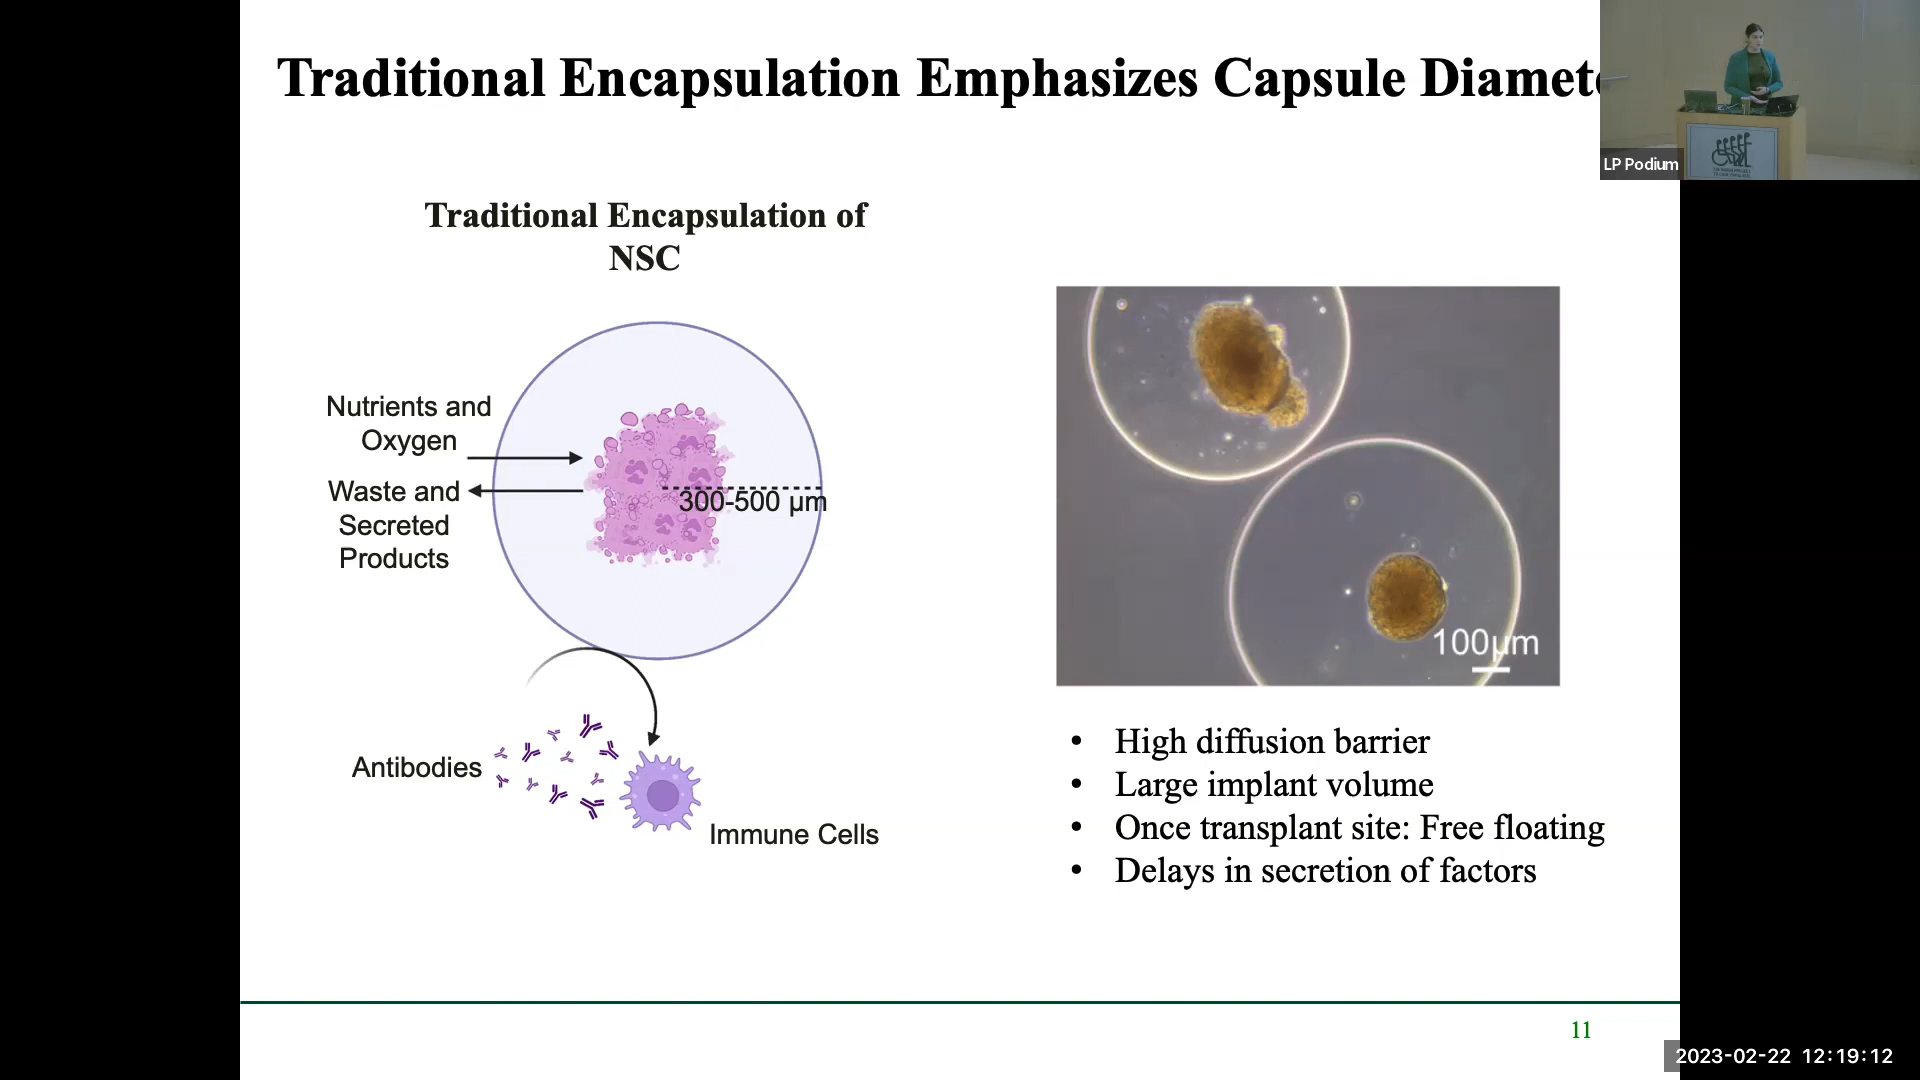 Traditional Encapsulation Emphasizes Capsule Diamete
LP Podium
Traditional Encapsulation of
NSC
Nutrients and
Oxygen
Waste and
Secreted
Products
300-500 µm
Antibodies
Immune Cells
100µm
• High diffusion barrier
• Large implant volume
• Once transplant site: Free floating
• Delays in secretion of factors
11
2023-02-22 12:19:12